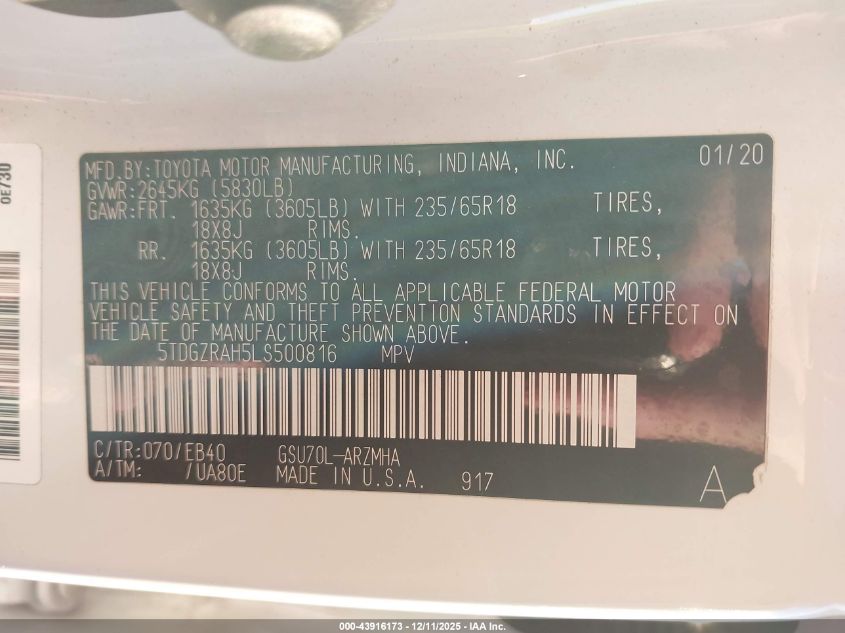 0E730
MFD.BY:TOYOTA MOTOR MANUFACTURING, INDIANA, INC. 01/20
GVWR:2645KG (5830LB)
GAWR:FRT. 1635KG (3605LB) WITH 235/65R18 TIRES,
18X8J RIMS.
RR. 1635KG (3605LB) WITH 235/65R18 TIRES,
18X8J RIMS.
THIS VEHICLE CONFORMS TO ALL APPLICABLE FEDERAL MOTOR
VEHICLE SAFETY AND THEFT PREVENTION STANDARDS IN EFFECT ON
THE DATE OF MANUFACTURE SHOWN ABOVE.
5TDGZRAH5LS500816 MPV
C/TR:070/EB40 GSU70L-ARZMHA
A/TM: /UA80E MADE IN U.S.A. 917 A
000-43916173 - 12/11/2025 - IAA Inc.